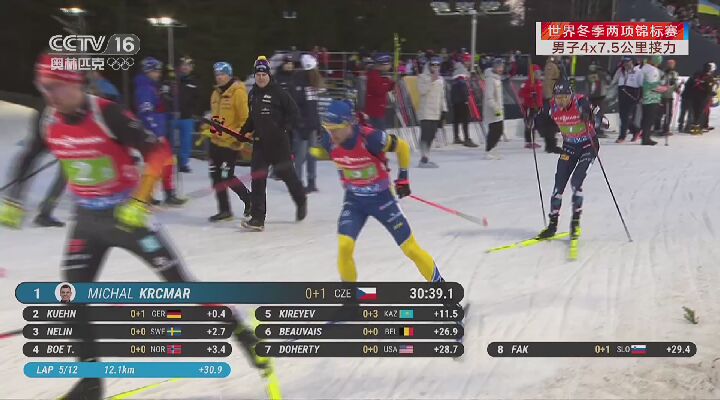 CCTV 16
奥林匹克
世界冬季两项锦标赛
男子4x7.5公里接力
2
1 MICHAL KRCMAR 0+1 CZE 30:39.1
2 KUEHN 0+1 GER +0.4
3 NELIN 0+0 SWE +2.7
4 BOE T. 0+0 NOR +3.4
5 KIREYEV 0+3 KAZ +11.5
6 BEAUVAIS 0+0 BEL +26.9
7 DOHERTY 0+0 USA +28.7
8 FAK 0+1 SLO +29.4
LAP 5/12 12.1km +30.9